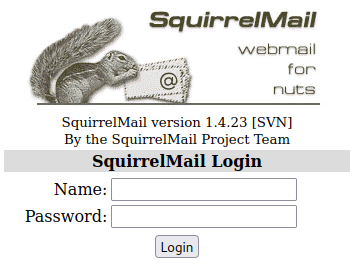 SquirrelMail
webmail
for
nuts
@
SquirrelMail version 1.4.23 [SVN]
By the SquirrelMail Project Team
SquirrelMail Login
Name:
Password:
Login